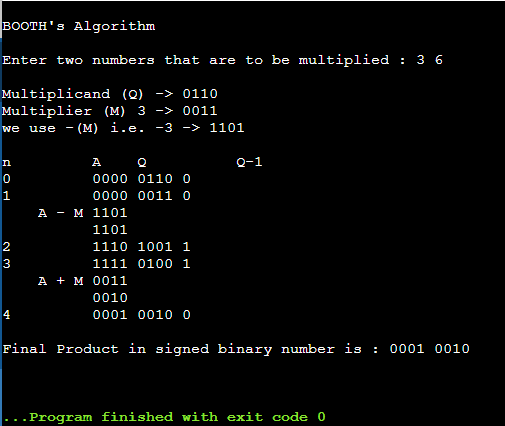 BOOTH's Algorithm
Enter two numbers that are to be multiplied : 3 6
Multiplicand (Q) -> 0110
Multiplier (M) 3 -> 0011
we use -(M) i.e. -3 -> 1101
n A Q Q-1
0 0000 0110 0
1 0000 0011 0
A - M 1101
1101
2 1110 1001 1
3 1111 0100 1
A + M 0011
0010
4 0001 0010 0
Final Product in signed binary number is : 0001 0010
...Program finished with exit code 0